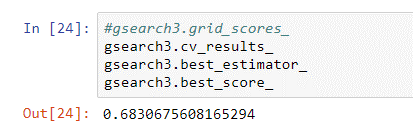 In [24]: #gsearch3.grid_scores_
gsearch3.cv_results_
gsearch3.best_estimator_
gsearch3.best_score_
Out[24]: 0.6830675608165294